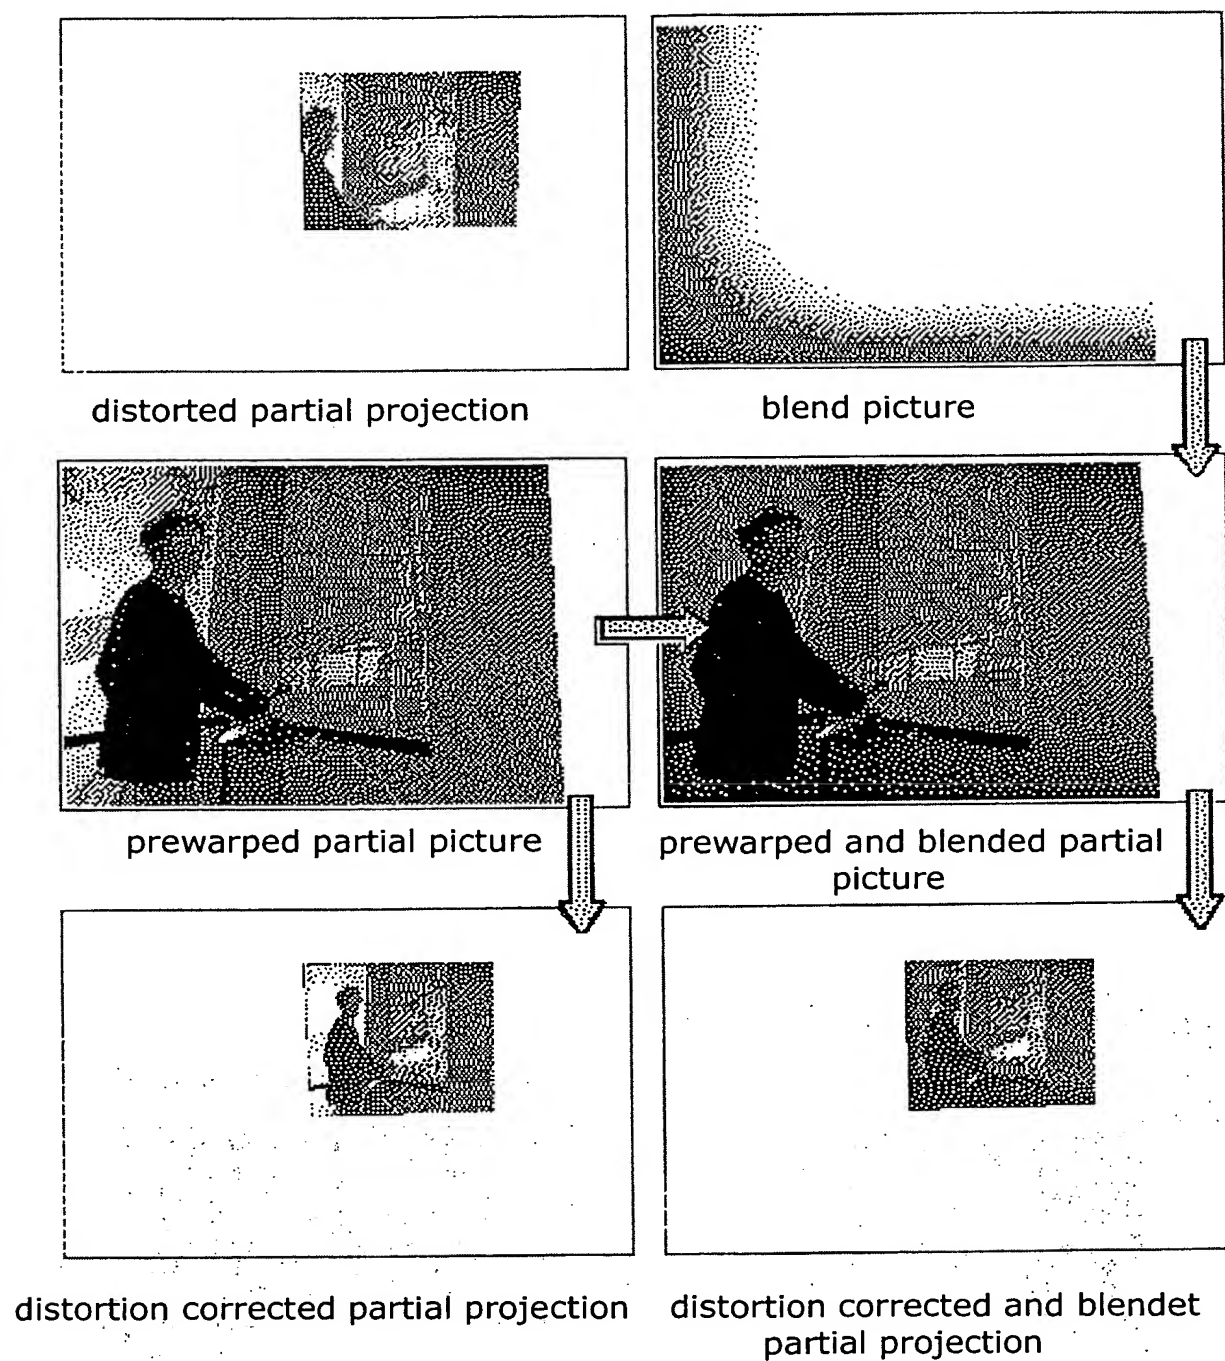 distorted partial projection
blend picture
prewarped partial picture
prewarped and blended partial
picture
distortion corrected partial projection
distortion corrected and blendet
partial projection